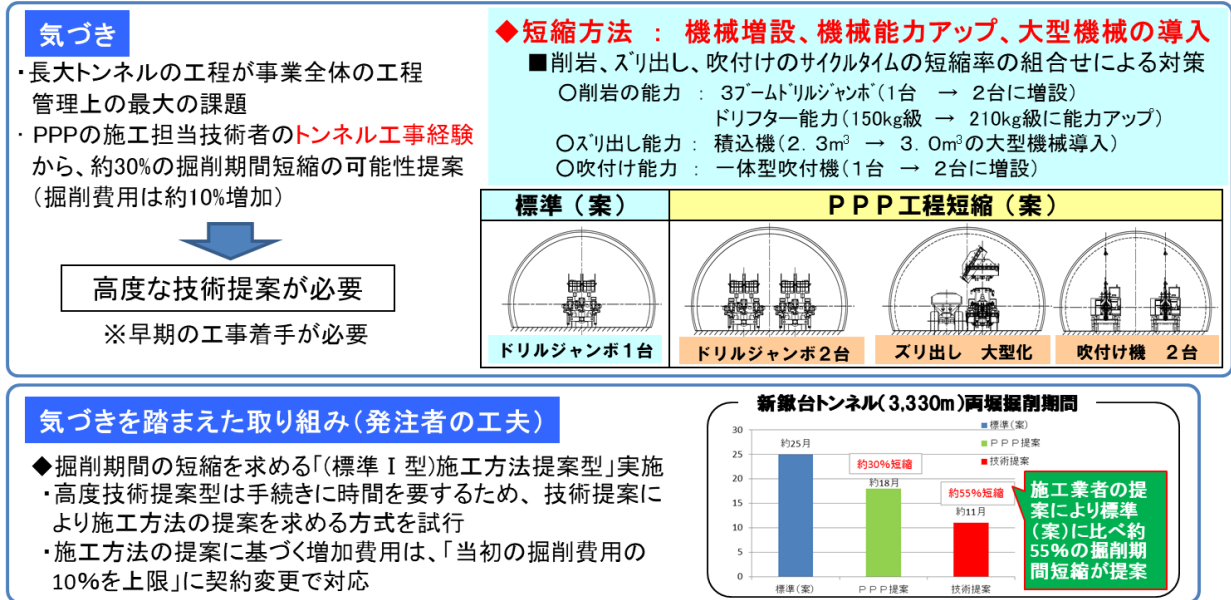 気づき
・長大トンネルの工程が事業全体の工程
管理上の最大の課題
・ PPPの施工担当技術者のトンネル工事経験
から、約30%の掘削期間短縮の可能性提案
(掘削費用は約10%増加)
高度な技術提案が必要
※早期の工事着手が必要
◆短縮方法 ： 機械増設、機械能力アップ、大型機械の導入
■削岩、ズリ出し、吹付けのサイクルタイムの短縮率の組合せによる対策
○削岩の能力 ： 3ブームドリルジャンボ(1台 → 2台に増設)
ドリフター能力(150kg級 → 210kg級に能力アップ)
○ズリ出し能力 ： 積込機(2．3m³ → 3．0m³の大型機械導入)
○吹付け能力 ： 一体型吹付機(1台 → 2台に増設)
標準（案）
ＰＰＰ工程短縮（案）
ドリルジャンボ1台
ドリルジャンボ2台
ズリ出し 大型化
吹付け機 2台
気づきを踏まえた取り組み(発注者の工夫)
◆掘削期間の短縮を求める「(標準Ⅰ型)施工方法提案型」実施
・高度技術提案型は手続きに時間を要するため、技術提案に
より施工方法の提案を求める方式を試行
・施工方法の提案に基づく増加費用は、「当初の掘削費用の
10%を上限」に契約変更で対応
新鍬台トンネル(3,330m)両堀掘削期間
■標準(案)
■ＰＰＰ提案
■技術提案
30
25
20
15
10
5
0
約25月
約30%短縮
約18月
約55%短縮
約11月
標準(案)
ＰＰＰ提案
技術提案
施工業者の提
案により標準
(案)に比べ約
55%の掘削期
間短縮が提案